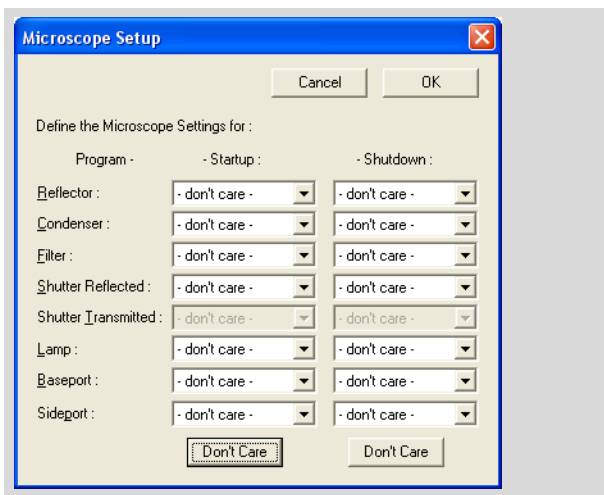 Microscope Setup
Cancel OK
Define the Microscope Settings for :
Program - - Startup : - Shutdown :
Reflector : - don't care - - don't care -
Condenser : - don't care - - don't care -
Filter : - don't care - - don't care -
Shutter Reflected : - don't care - - don't care -
Shutter Transmitted : - don't care - - don't care -
Lamp : - don't care - - don't care -
Baseport : - don't care - - don't care -
Sideport : - don't care - - don't care -
Don't Care Don't Care